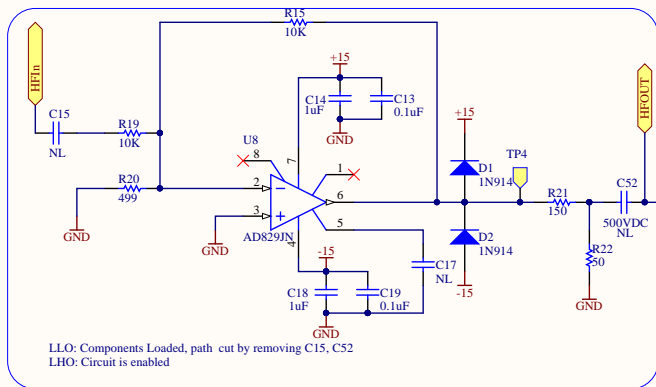 R15
10K
HFIn
C15
NL
R19
10K
R20
499
GND
+15
C14
1uF
C13
0.1uF
GND
U8
8
7
1
2
3
6
5
4
AD829JN
GND
-15
C18
1uF
C19
0.1uF
GND
C17
NL
+15
D1
1N914
D2
1N914
-15
TP4
R21
150
C52
500VDC
NL
R22
50
GND
HFOUT
LLO: Components Loaded, path cut by removing C15, C52
LHO: Circuit is enabled